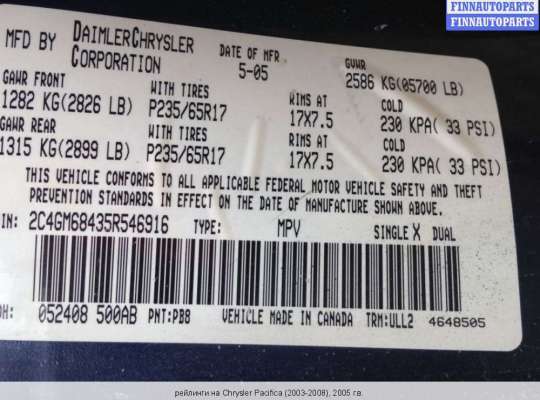 FINNAUTOPARTS
FINNAUTOPARTS
FINNAUTOPARTS
MFD BY DAIMLERCHRYSLER CORPORATION DATE OF MFR 5-05 GVWR 2586 KG(05700 LB)
GAWR FRONT WITH TIRES RIMS AT COLD
1282 KG(2826 LB) P235/65R17 17X7.5 230 KPA( 33 PSI)
GAWR REAR WITH TIRES RIMS AT COLD
1315 KG(2899 LB) P235/65R17 17X7.5 230 KPA( 33 PSI)
THIS VEHICLE CONFORMS TO ALL APPLICABLE FEDERAL MOTOR VEHICLE SAFETY AND THEFT
PREVENTION STANDARDS IN EFFECT ON THE DATE OF MANUFACTURE SHOWN ABOVE.
IN: 2C4GM68435R546916 TYPE: MPV SINGLE X DUAL
DH: 052408 500AB PNT:PB8 VEHICLE MADE IN CANADA TRM:ULL2 4648505
рейлинги на Chrysler Pacifica (2003-2008), 2005 г.в.